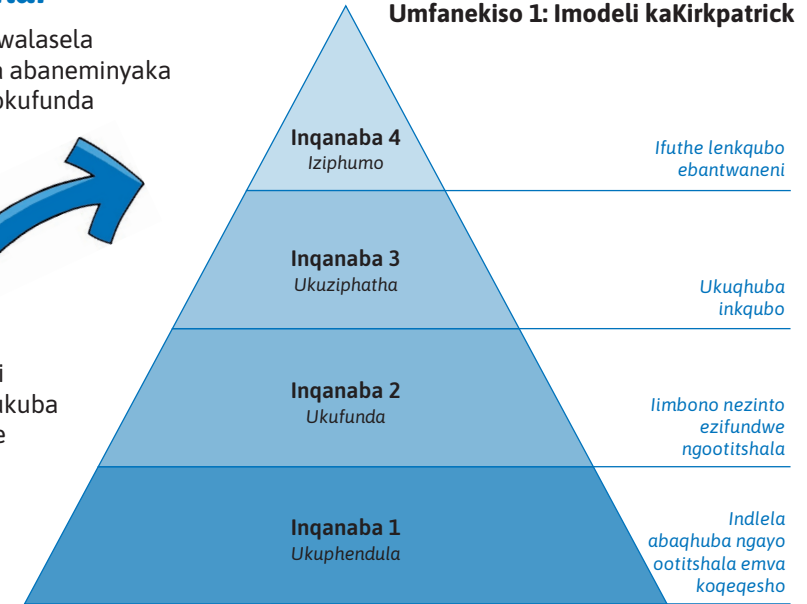 Umfanekiso 1: Imodeli kaKirkpatrick
walasela
abaneminyaka
okufunda
Inqanaba 4
Iziphumo
Ifuthe lenkqubo
ebantwaneni
Inqanaba 3
Ukuziphatha
Ukuqhuba
inkqubo
ukuba
Inqanaba 2
Ukufunda
Iimbono nezinto
ezifundwe
ngootitshala
Inqanaba 1
Ukuphendula
Indlela
abaqhuba ngayo
ootitshala emva
koqeqesho